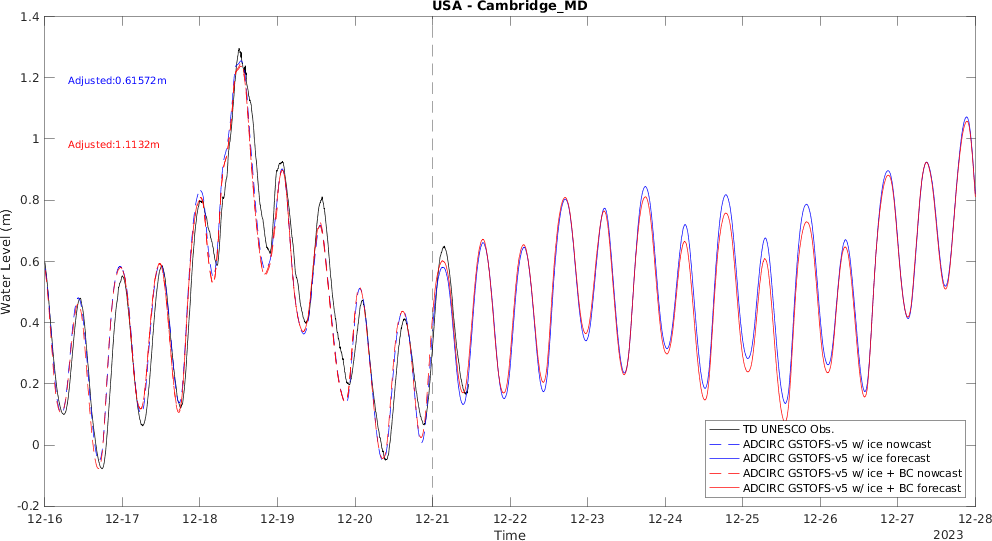 USA - Cambridge_MD
Adjusted:0.61572m
Adjusted:1.1132m
Water Level (m)
1.4
1.2
1
0.8
0.6
0.4
0.2
0
-0.2
TD UNESCO Obs.
ADCIRC GSTOFS-v5 w/ ice nowcast
ADCIRC GSTOFS-v5 w/ ice forecast
ADCIRC GSTOFS-v5 w/ ice + BC nowcast
ADCIRC GSTOFS-v5 w/ ice + BC forecast
12-16 12-17 12-18 12-19 12-20 12-21 12-22 12-23 12-24 12-25 12-26 12-27 12-28
Time
2023